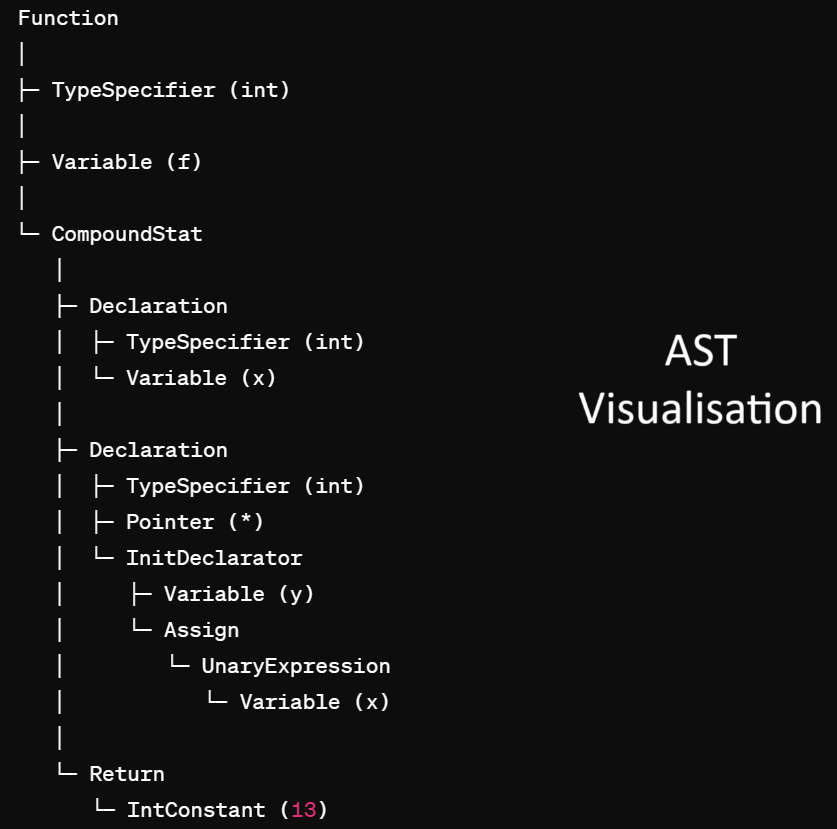 Function
│
├─ TypeSpecifier (int)
│
├─ Variable (f)
│
└─ CompoundStat
   │
   ├─ Declaration
   │  ├─ TypeSpecifier (int)
   │  └─ Variable (x)
   │
   ├─ Declaration
   │  ├─ TypeSpecifier (int)
   │  ├─ Pointer (*)
   │  └─ InitDeclarator
   │     ├─ Variable (y)
   │     └─ Assign
   │        └─ UnaryExpression
   │           └─ Variable (x)
   │
   └─ Return
      └─ IntConstant (13)
AST
Visualisation